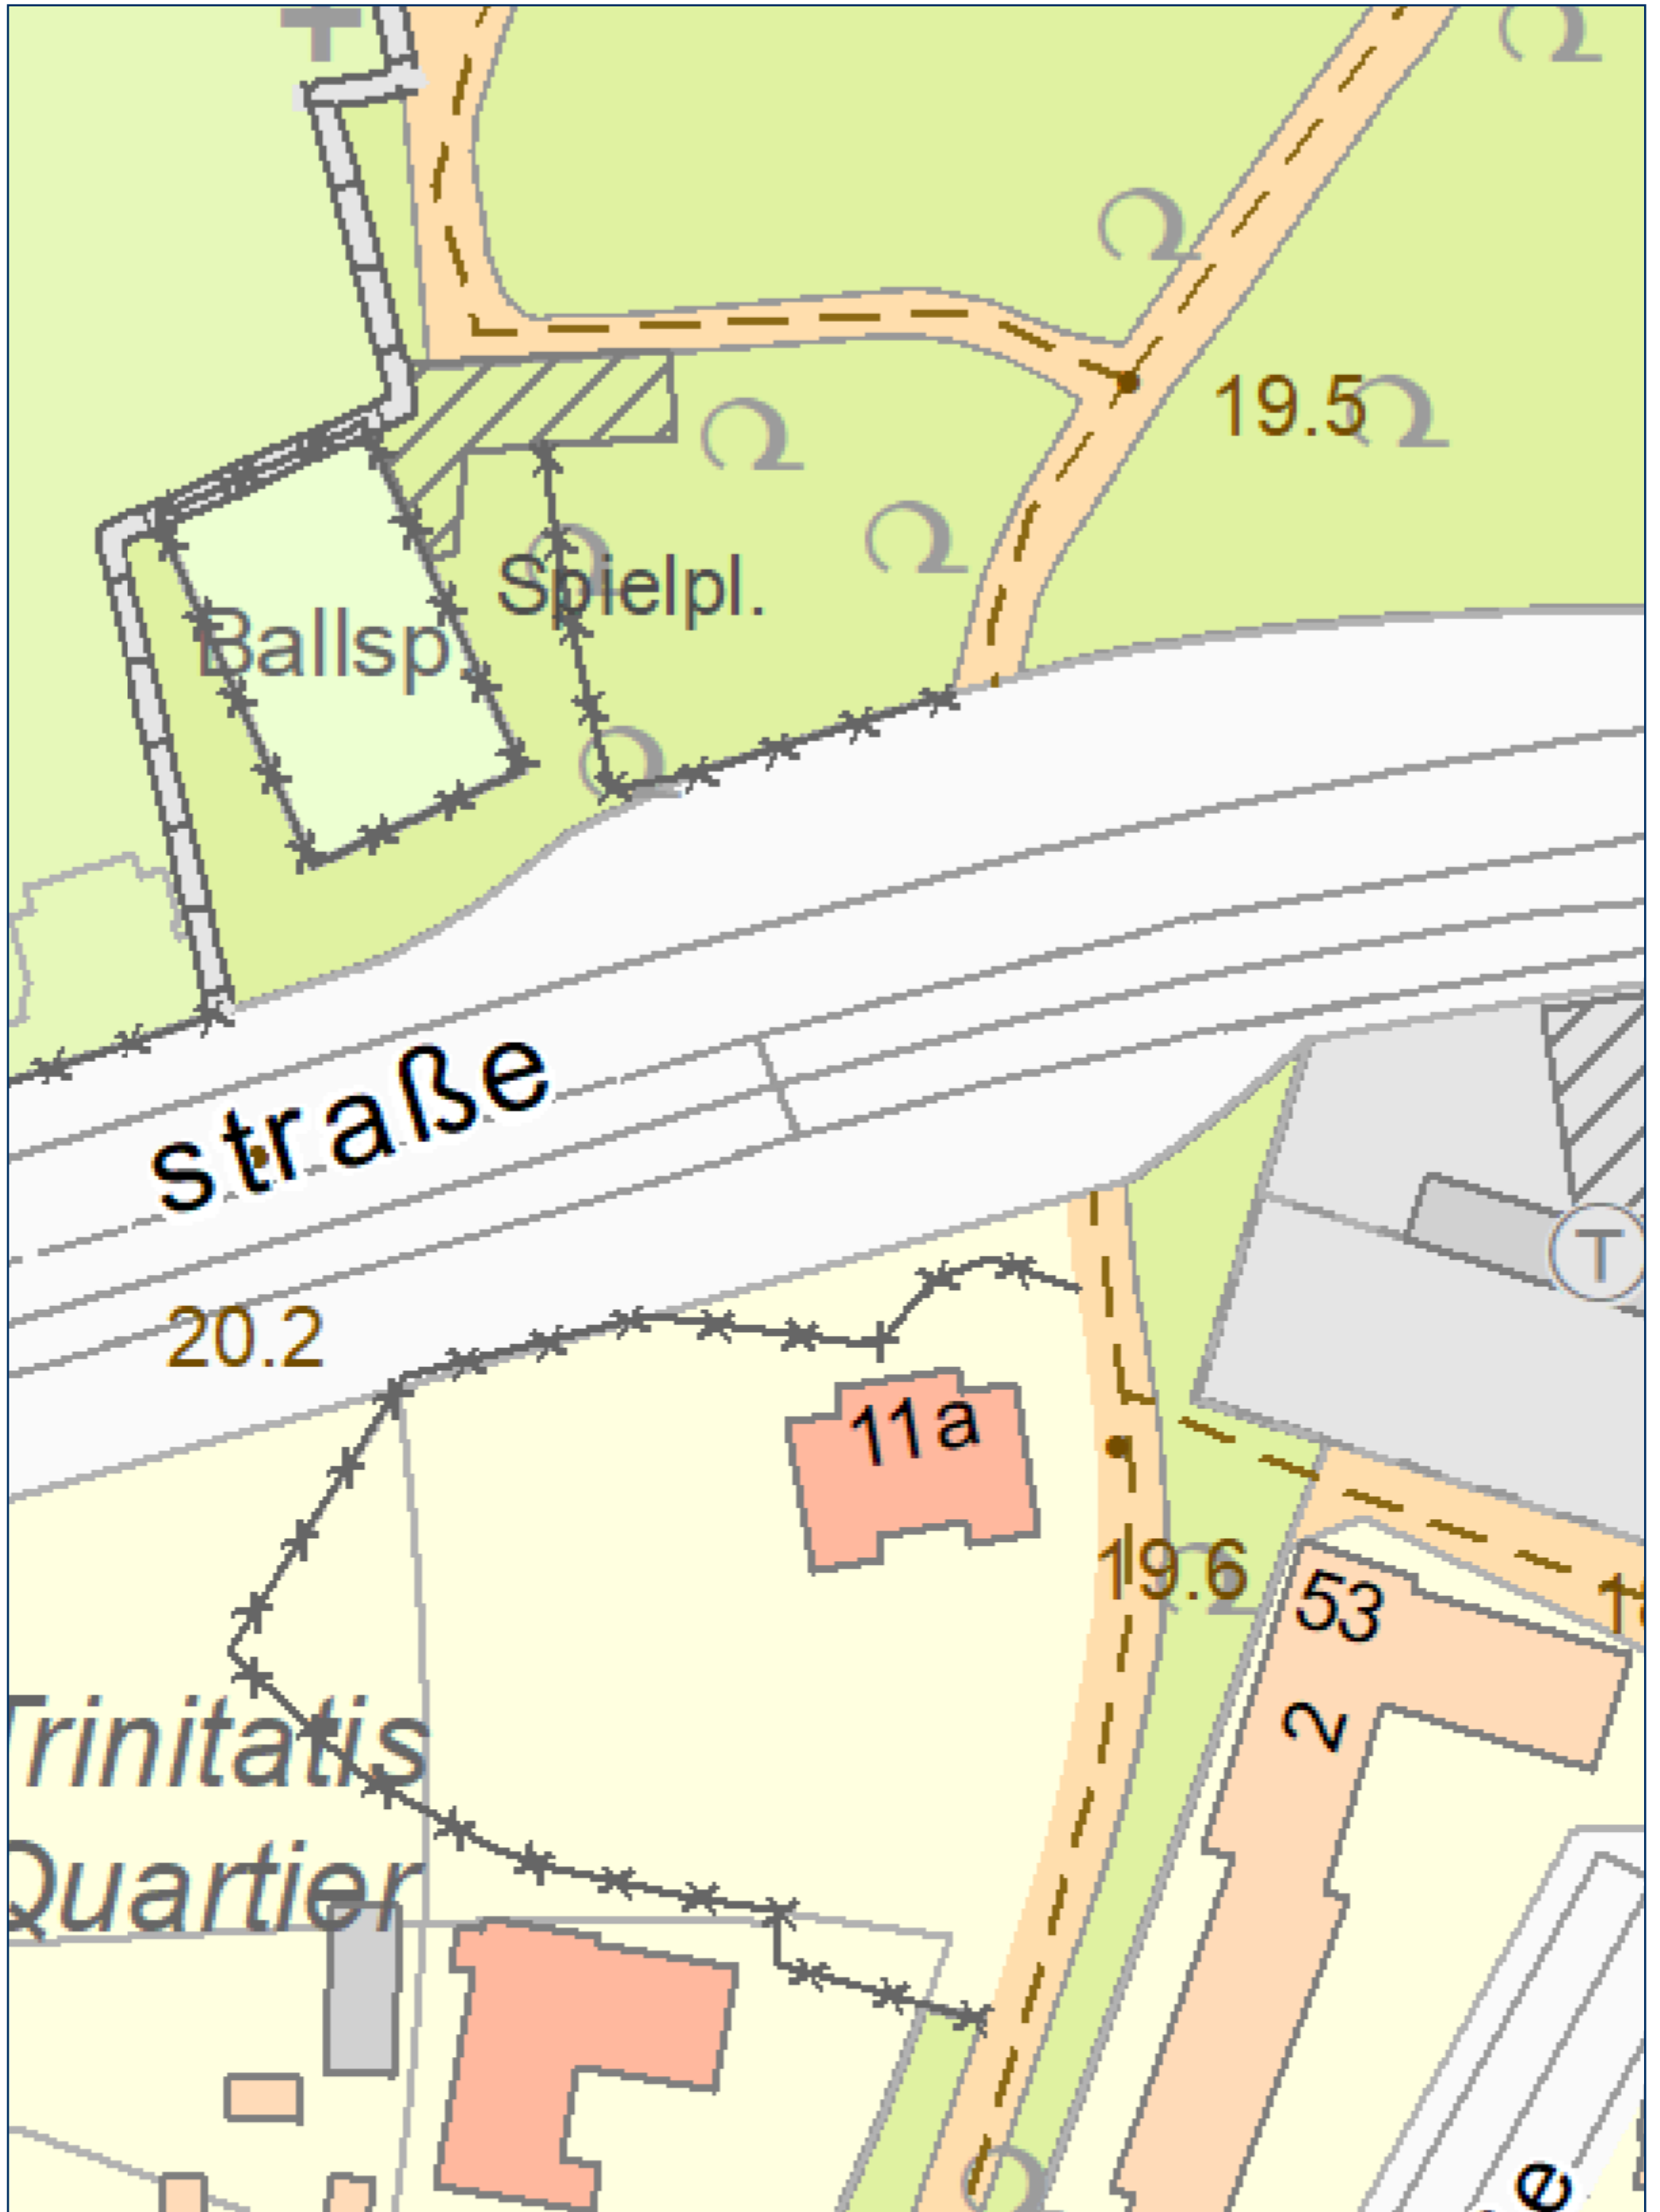 19.5
Spielpl.
Ballsp.
straße
T
20.2
11a
19.6
53
2
Trinitatis
Quartier
e